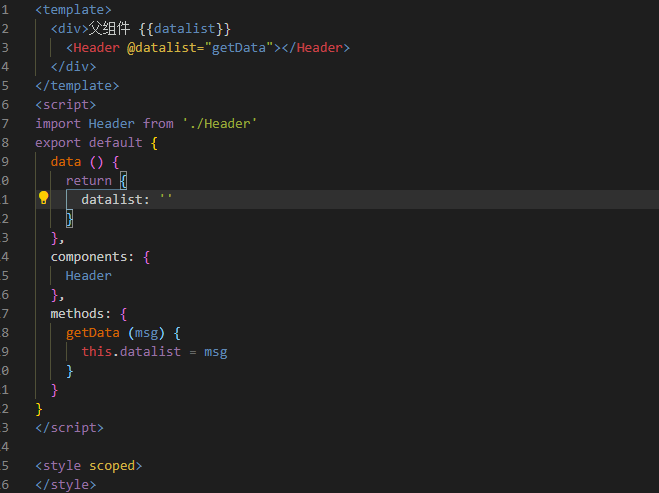 1 <template>
2   <div>父组件 {{datalist}}
3     <Header @datalist="getData"></Header>
4   </div>
5 </template>
6 <script>
7 import Header from './Header'
8 export default {
9   data () {
0     return {
1       datalist: ''
2     }
3   },
4   components: {
5     Header
6   },
7   methods: {
8     getData (msg) {
9       this.datalist = msg
0     }
1   }
2 }
3 </script>
4
5 <style scoped>
6 </style>